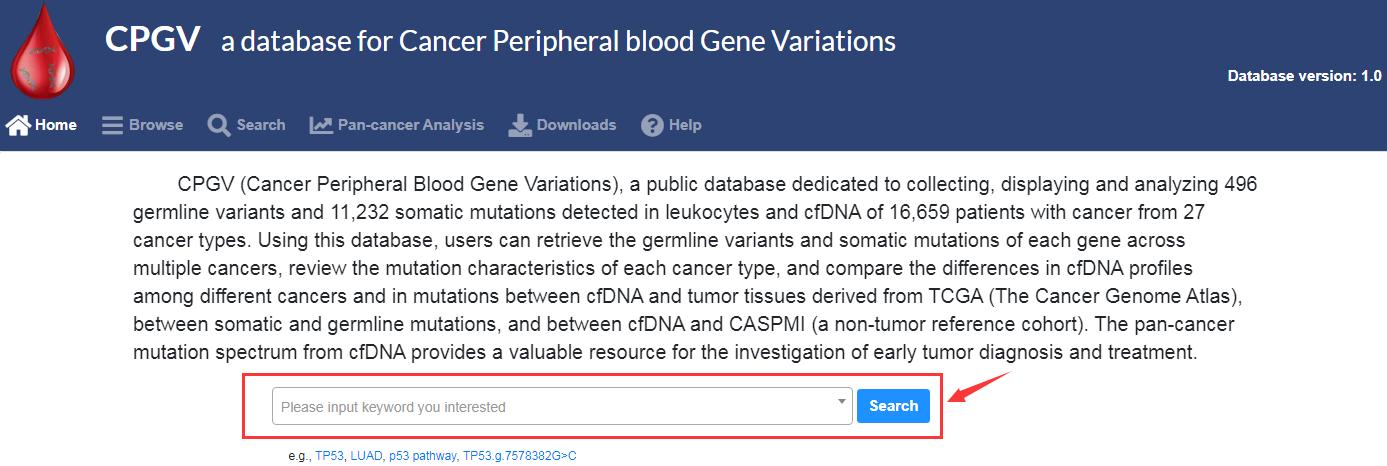 CPGV a database for Cancer Peripheral blood Gene Variations
Database version: 1.0
Home Browse Search Pan-cancer Analysis Downloads Help
CPGV (Cancer Peripheral Blood Gene Variations), a public database dedicated to collecting, displaying and analyzing 496
germline variants and 11,232 somatic mutations detected in leukocytes and cfDNA of 16,659 patients with cancer from 27
cancer types. Using this database, users can retrieve the germline variants and somatic mutations of each gene across
multiple cancers, review the mutation characteristics of each cancer type, and compare the differences in cfDNA profiles
among different cancers and in mutations between cfDNA and tumor tissues derived from TCGA (The Cancer Genome Atlas),
between somatic and germline mutations, and between cfDNA and CASPMI (a non-tumor reference cohort). The pan-cancer
mutation spectrum from cfDNA provides a valuable resource for the investigation of early tumor diagnosis and treatment.
Please input keyword you interested Search
e.g., TP53, LUAD, p53 pathway, TP53.g.7578382G>C